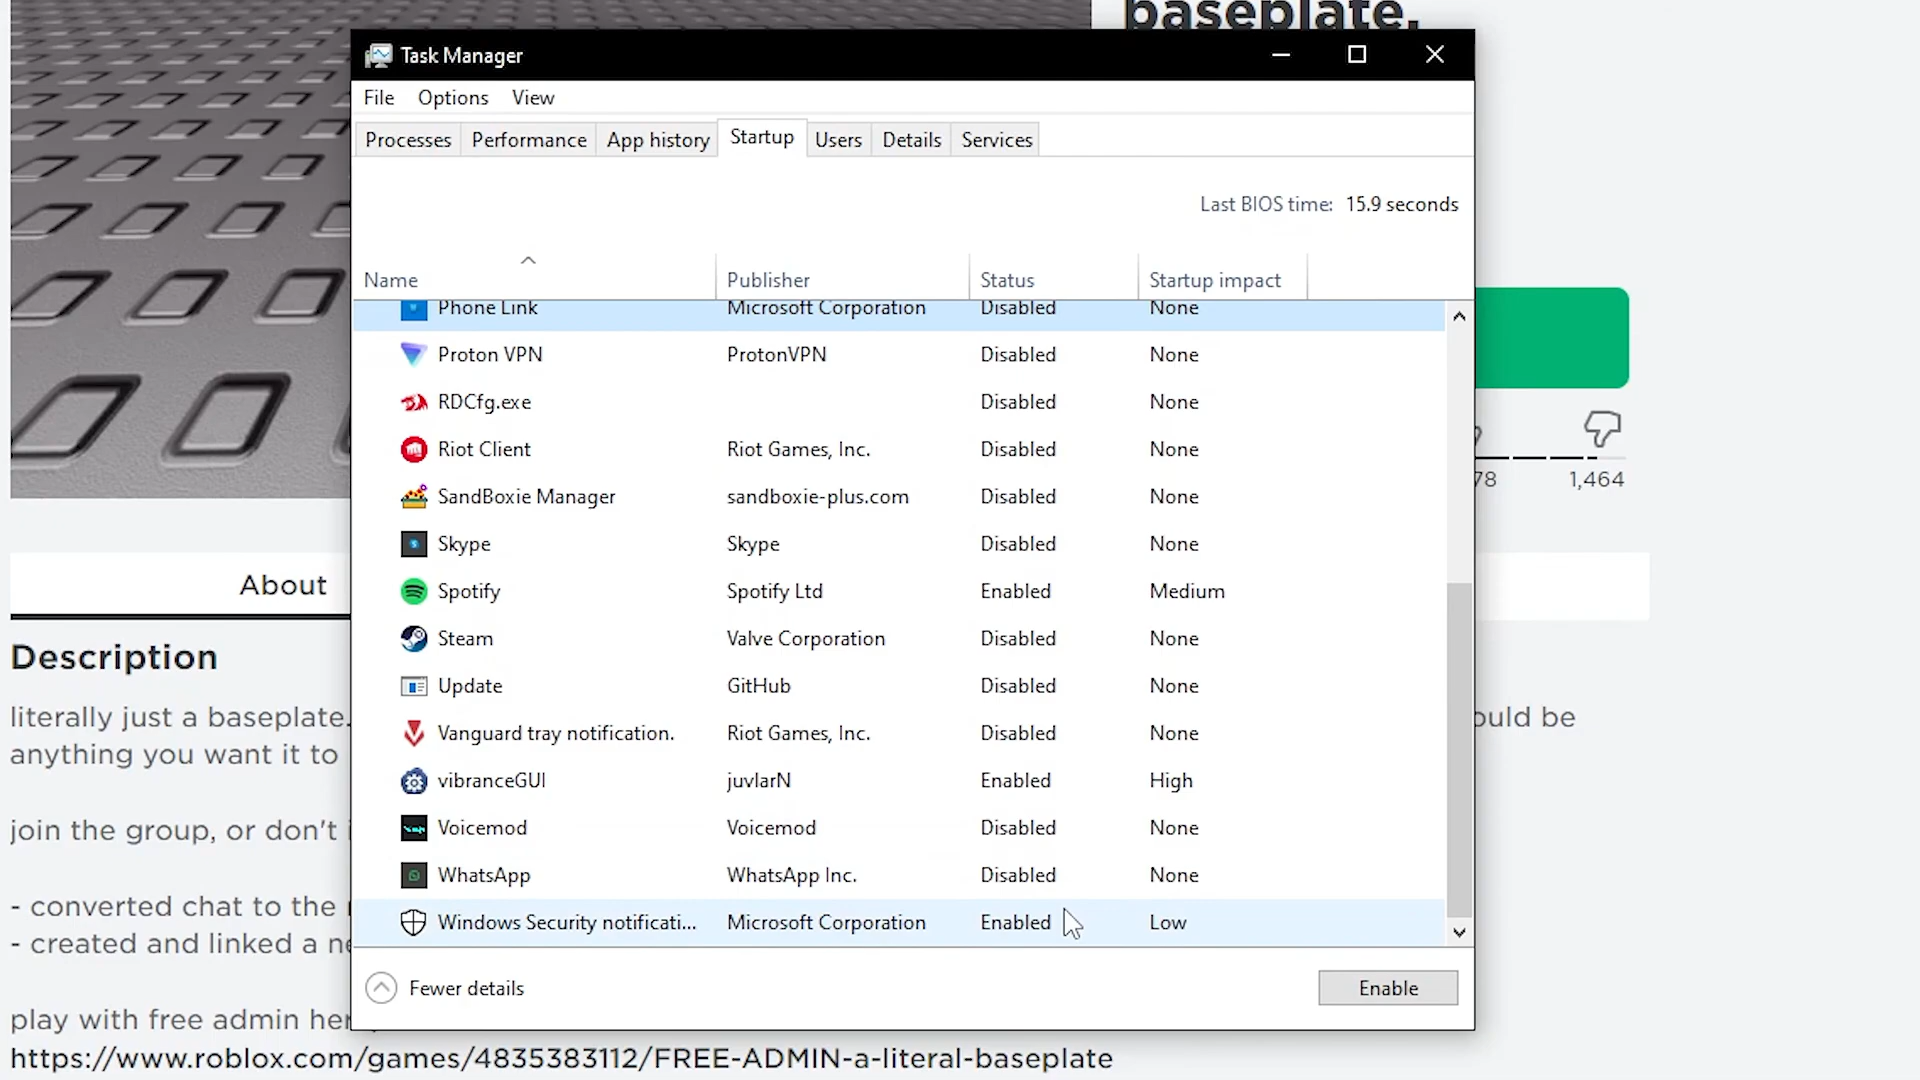 baseplate.
Task Manager
File Options View
Processes Performance App history Startup Users Details Services
Last BIOS time: 15.9 seconds
Name Publisher Status Startup impact
Phone Link Microsoft Corporation Disabled None
Proton VPN ProtonVPN Disabled None
RDCfg.exe Disabled None
Riot Client Riot Games, Inc. Disabled None
78 1,464
SandBoxie Manager sandboxie-plus.com Disabled None
Skype Skype Disabled None
About
Spotify Spotify Ltd Enabled Medium
Steam Valve Corporation Disabled None
Description
Update GitHub Disabled None
literally just a baseplate. ould be
Vanguard tray notification. Riot Games, Inc. Disabled None
anything you want it to
vibranceGUI juvlarN Enabled High
join the group, or don't
Voicemod Voicemod Disabled None
WhatsApp WhatsApp Inc. Disabled None
- converted chat to the
Windows Security notificati... Microsoft Corporation Enabled Low
- created and linked a
Fewer details Enable
play with free admin
https://www.roblox.com/games/4835383112/FREE-ADMIN-a-literal-baseplate